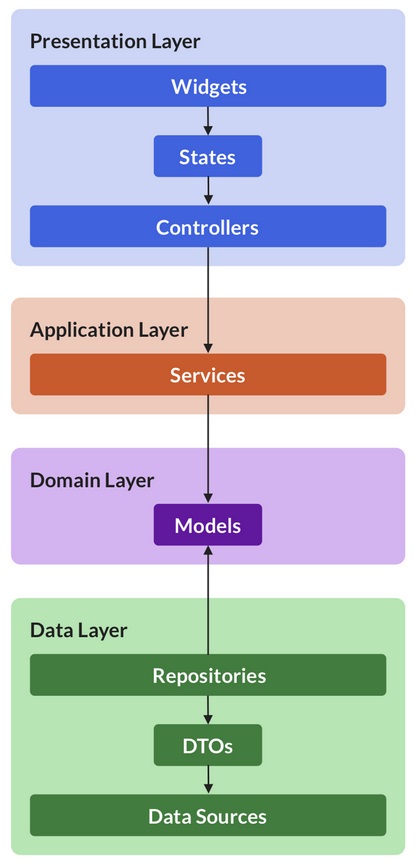 Presentation Layer
Widgets
States
Controllers
Application Layer
Services
Domain Layer
Models
Data Layer
Repositories
DTOs
Data Sources